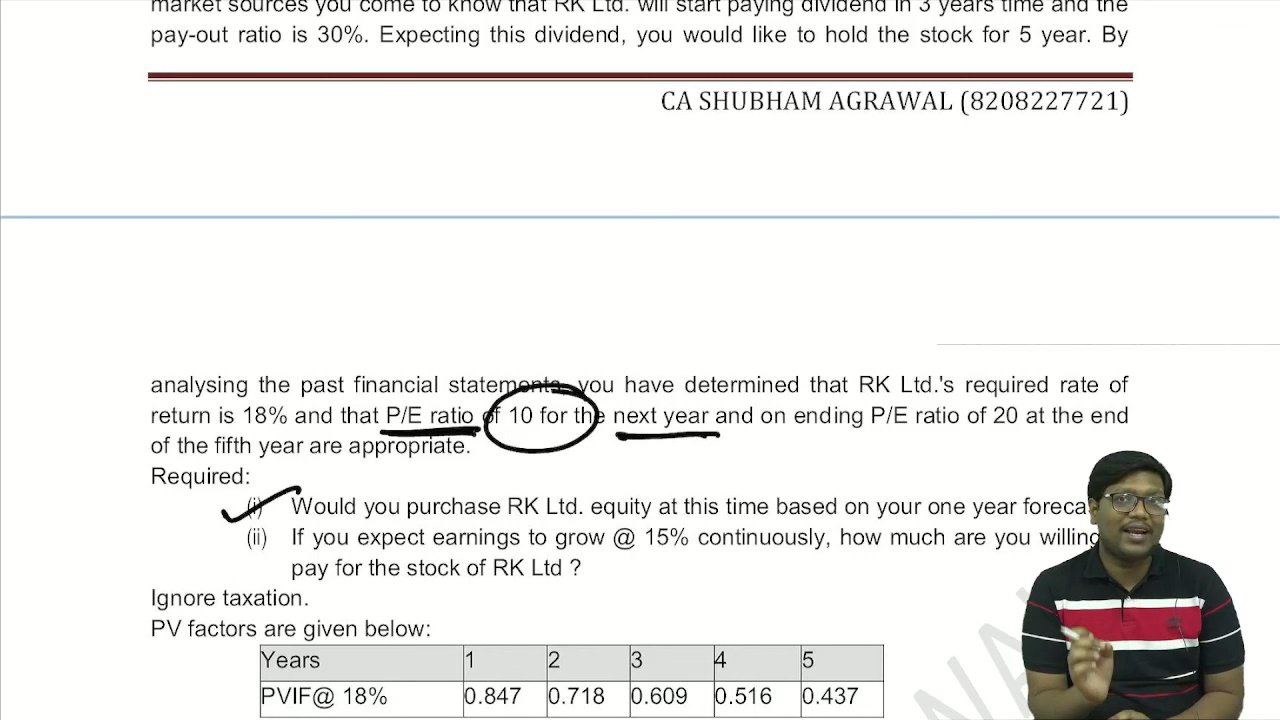 market sources you come to know that RK Ltd. will start paying dividend in 3 years time and the
pay-out ratio is 30%. Expecting this dividend, you would like to hold the stock for 5 year. By
CA SHUBHAM AGRAWAL (8208227721)
analysing the past financial statements, you have determined that RK Ltd.'s required rate of
return is 18% and that P/E ratio of 10 for the next year and on ending P/E ratio of 20 at the end
of the fifth year are appropriate.
Required:
(i) Would you purchase RK Ltd. equity at this time based on your one year
(ii) If you expect earnings to grow @ 15% continuously, how much are you willing
pay for the stock of RK Ltd ?
Ignore taxation.
PV factors are given below:
Years 1 2 3 4 5
PVIF@ 18% 0.847 0.718 0.609 0.516 0.437